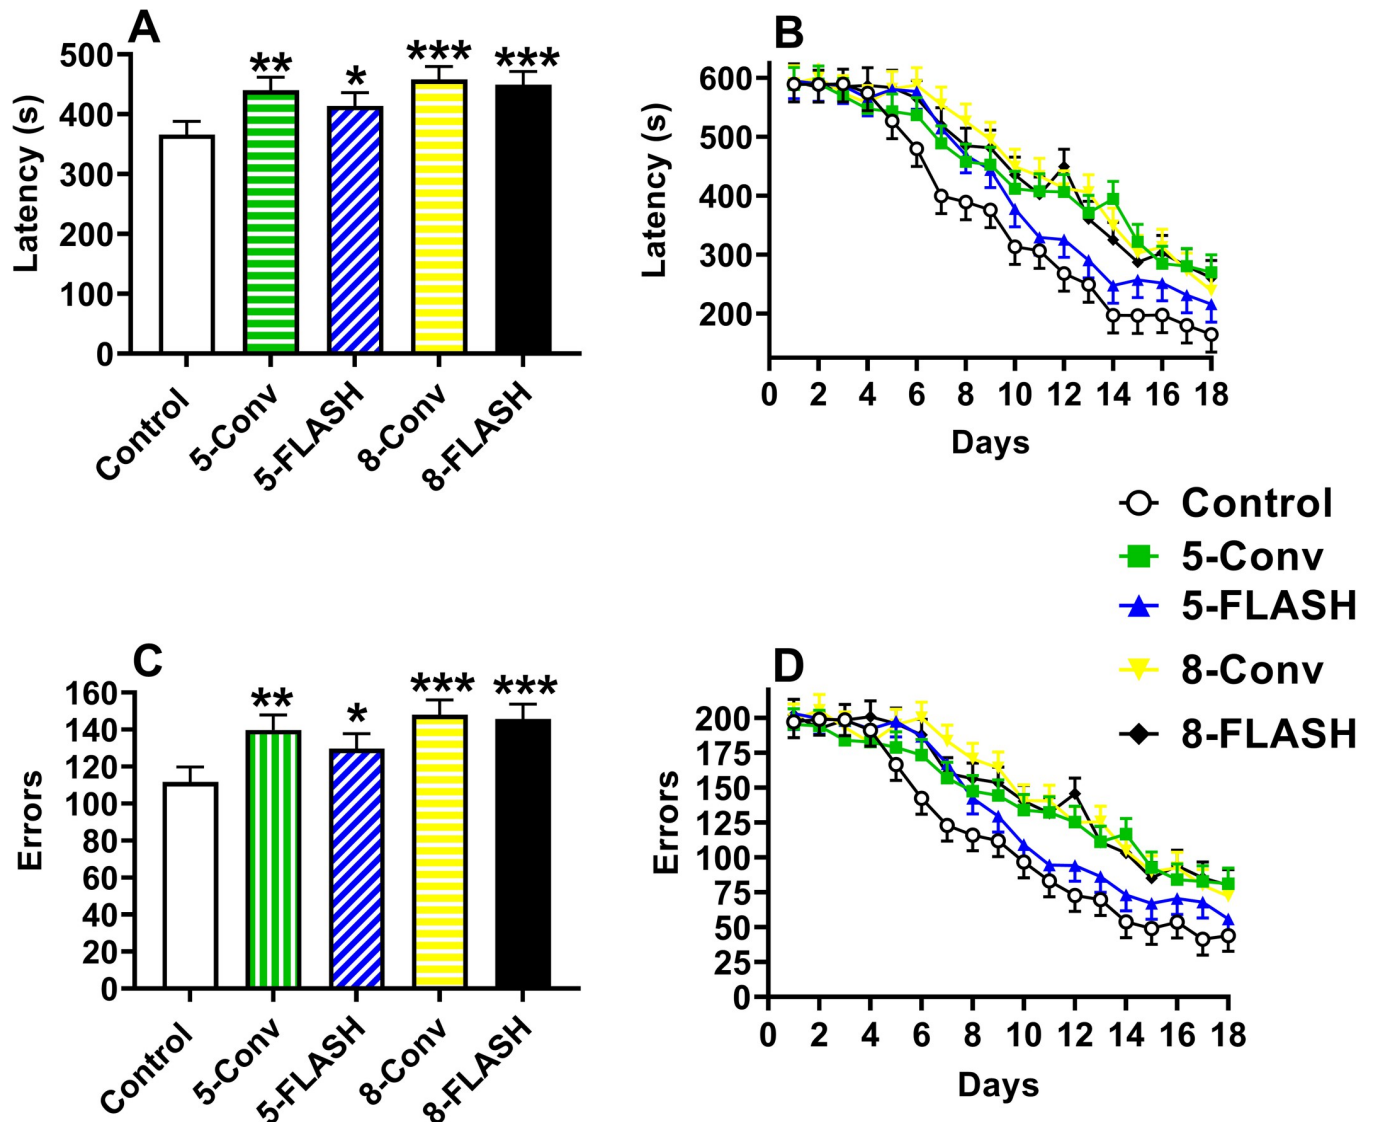 A
500
400
300
200
100
0
Latency (s)
** * *** ***
Control 5-Conv 5-FLASH 8-Conv 8-FLASH
B
600
500
400
300
200
Latency (s)
0 2 4 6 8 10 12 14 16 18
Days
Control
5-Conv
5-FLASH
8-Conv
8-FLASH
C
160
140
120
100
80
60
40
20
0
Errors
** * *** ***
Control 5-Conv 5-FLASH 8-Conv 8-FLASH
D
200
175
150
125
100
75
50
25
0
Errors
0 2 4 6 8 10 12 14 16 18
Days